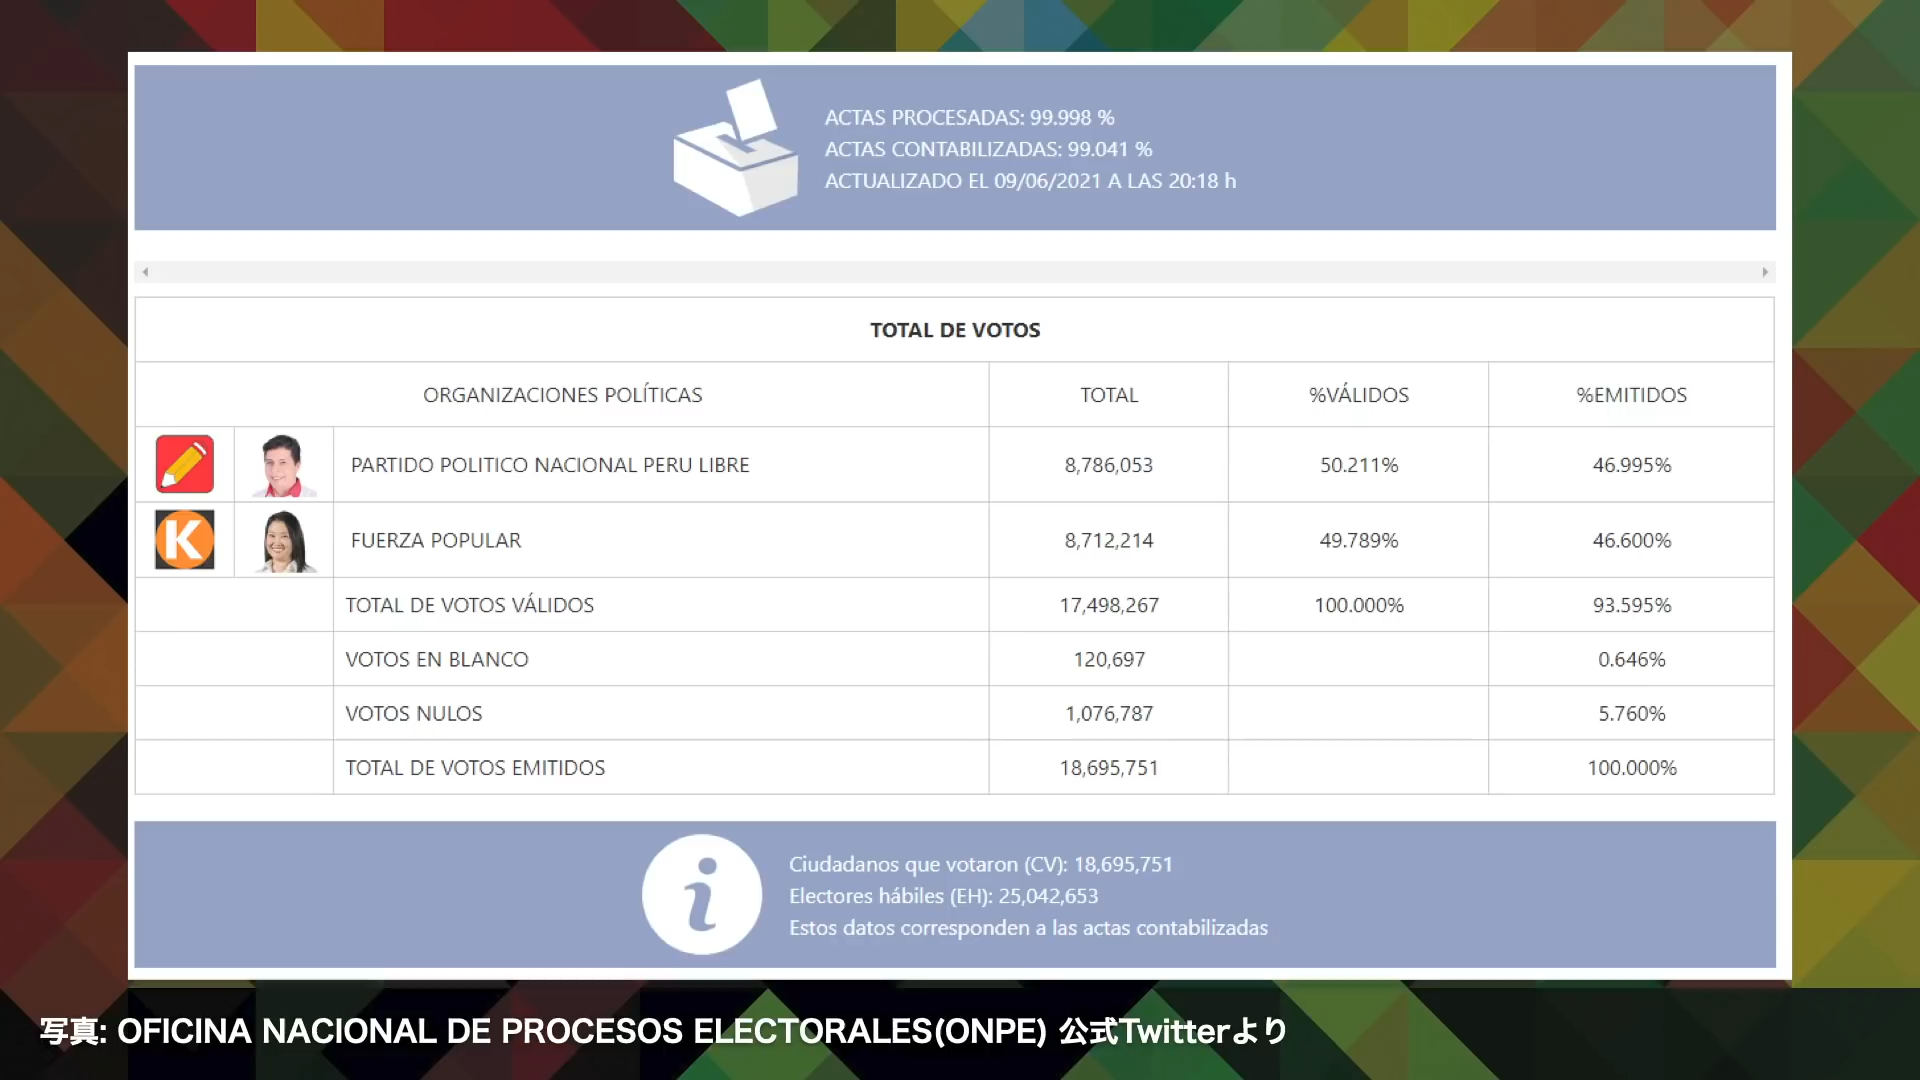 ACTAS PROCESADAS: 99.998 %
ACTAS CONTABILIZADAS: 99.041 %
ACTUALIZADO EL 09/06/2021 A LAS 20:18 h
TOTAL DE VOTOS
ORGANIZACIONES POLÍTICAS TOTAL %VÁLIDOS %EMITIDOS
PARTIDO POLITICO NACIONAL PERU LIBRE 8,786,053 50.211% 46.995%
K FUERZA POPULAR 8,712,214 49.789% 46.600%
TOTAL DE VOTOS VÁLIDOS 17,498,267 100.000% 93.595%
VOTOS EN BLANCO 120,697 0.646%
VOTOS NULOS 1,076,787 5.760%
TOTAL DE VOTOS EMITIDOS 18,695,751 100.000%
i
Ciudadanos que votaron (CV): 18,695,751
Electores hábiles (EH): 25,042,653
Estos datos corresponden a las actas contabilizadas
写真: OFICINA NACIONAL DE PROCESOS ELECTORALES(ONPE) 公式Twitterより